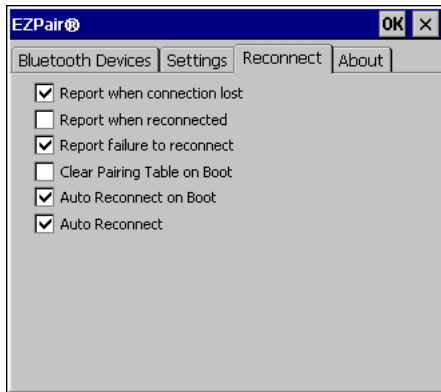 EZPair® OK ×
Bluetooth Devices Settings Reconnect About
Report when connection lost
Report when reconnected
Report failure to reconnect
Clear Pairing Table on Boot
Auto Reconnect on Boot
Auto Reconnect